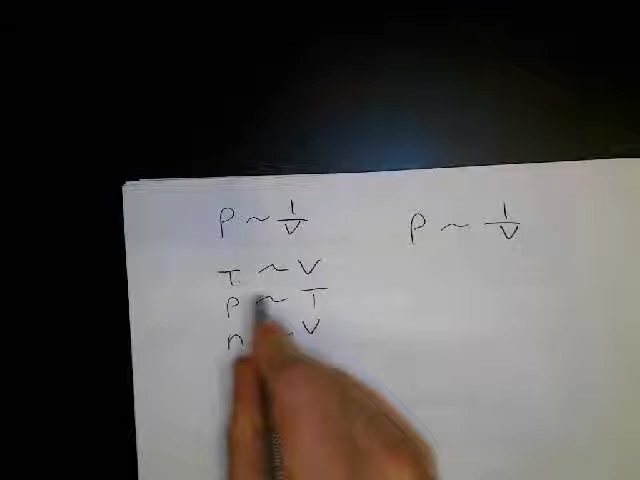 P ~ 1/V
P ~ 1/V
T ~ V
P ~ T
n ~ V